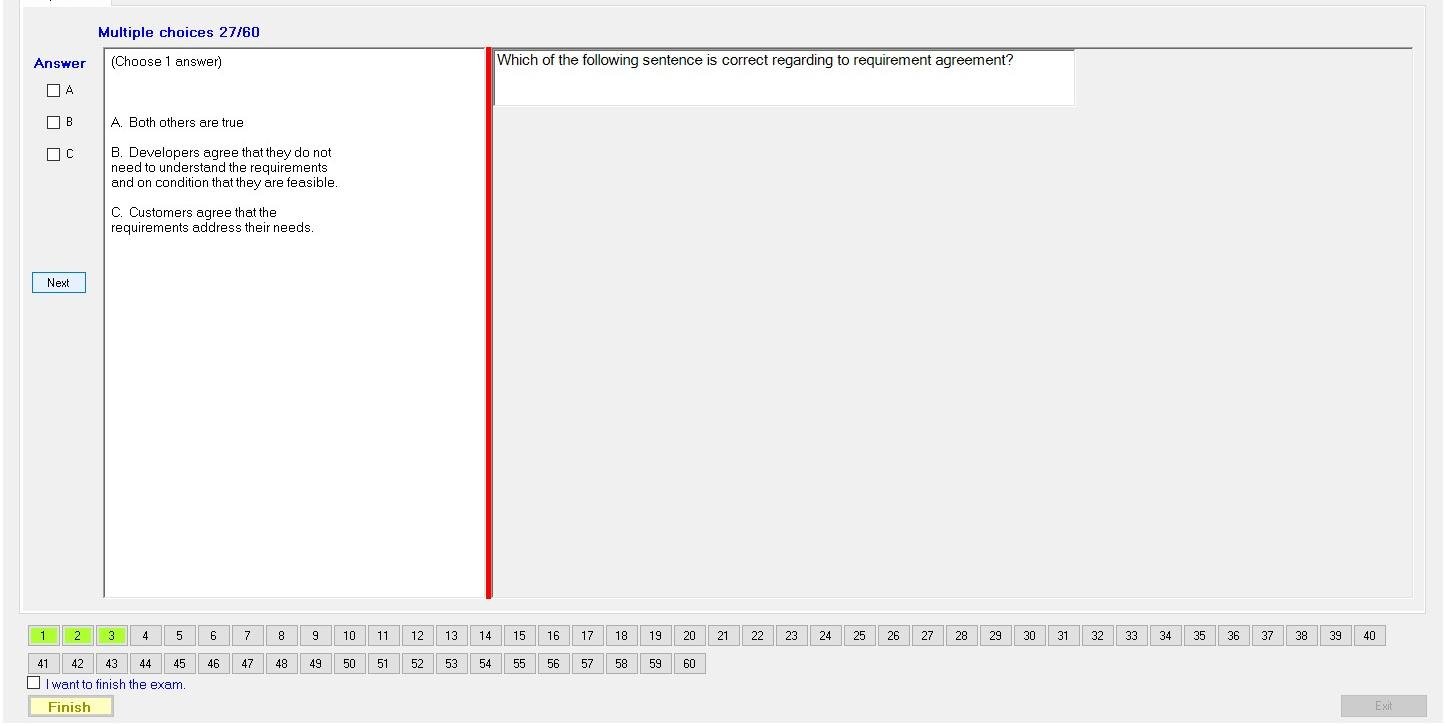 Multiple choices 27/60
Answer
(Choose 1 answer)
Which of the following sentence is correct regarding to requirement agreement?
A
B
C
A. Both others are true
B. Developers agree that they do not
need to understand the requirements
and on condition that they are feasible.
C. Customers agree that the
requirements address their needs.
Next
1 2 3 4 5 6 7 8 9 10 11 12 13 14 15 16 17 18 19 20 21 22 23 24 25 26 27 28 29 30 31 32 33 34 35 36 37 38 39 40
41 42 43 44 45 46 47 48 49 50 51 52 53 54 55 56 57 58 59 60
I want to finish the exam.
Finish
Exit